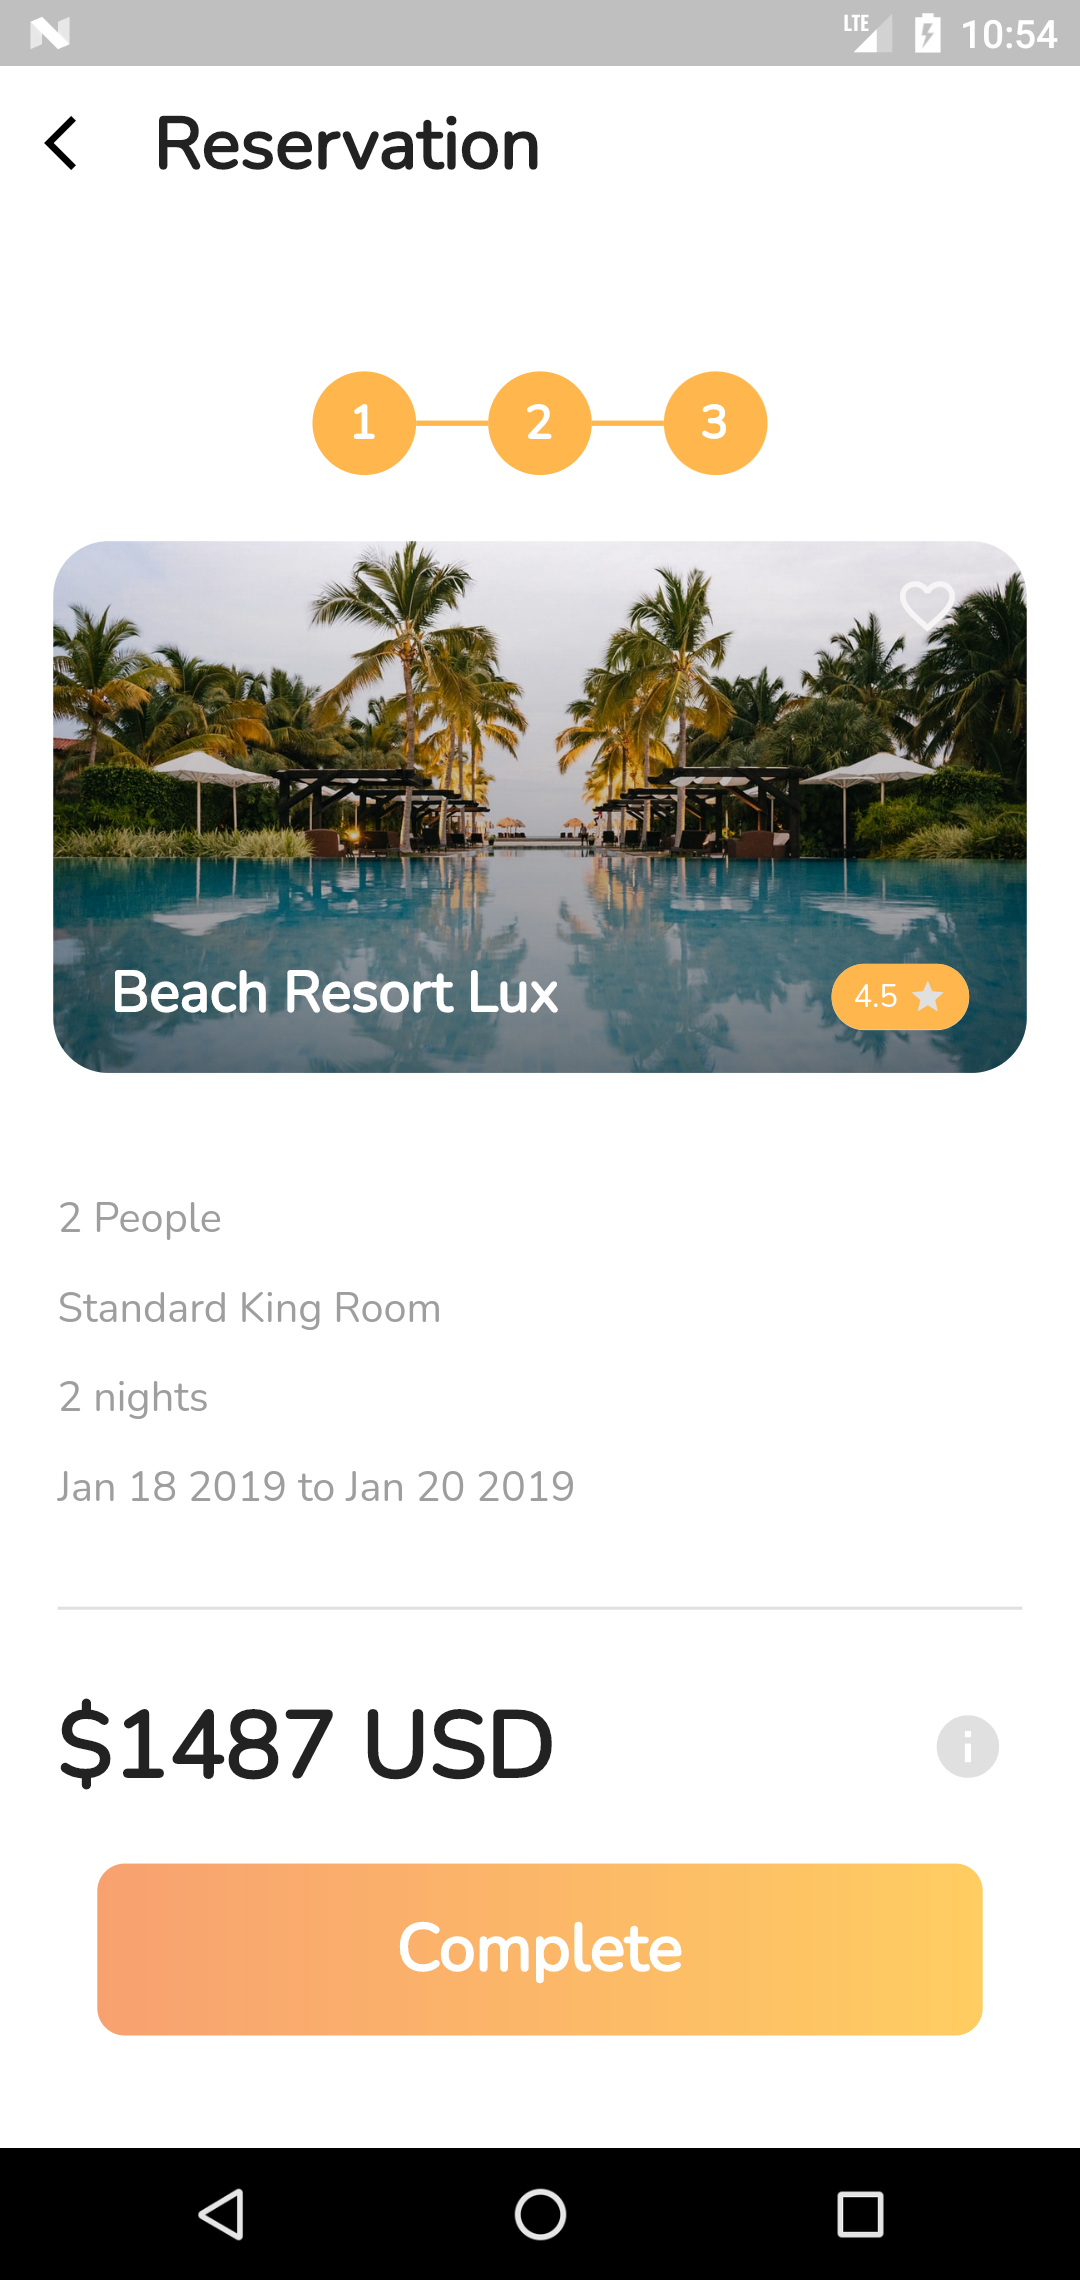 LTE 10:54
Reservation
1 2 3
Beach Resort Lux
4.5
2 People
Standard King Room
2 nights
Jan 18 2019 to Jan 20 2019
$1487 USD
Complete